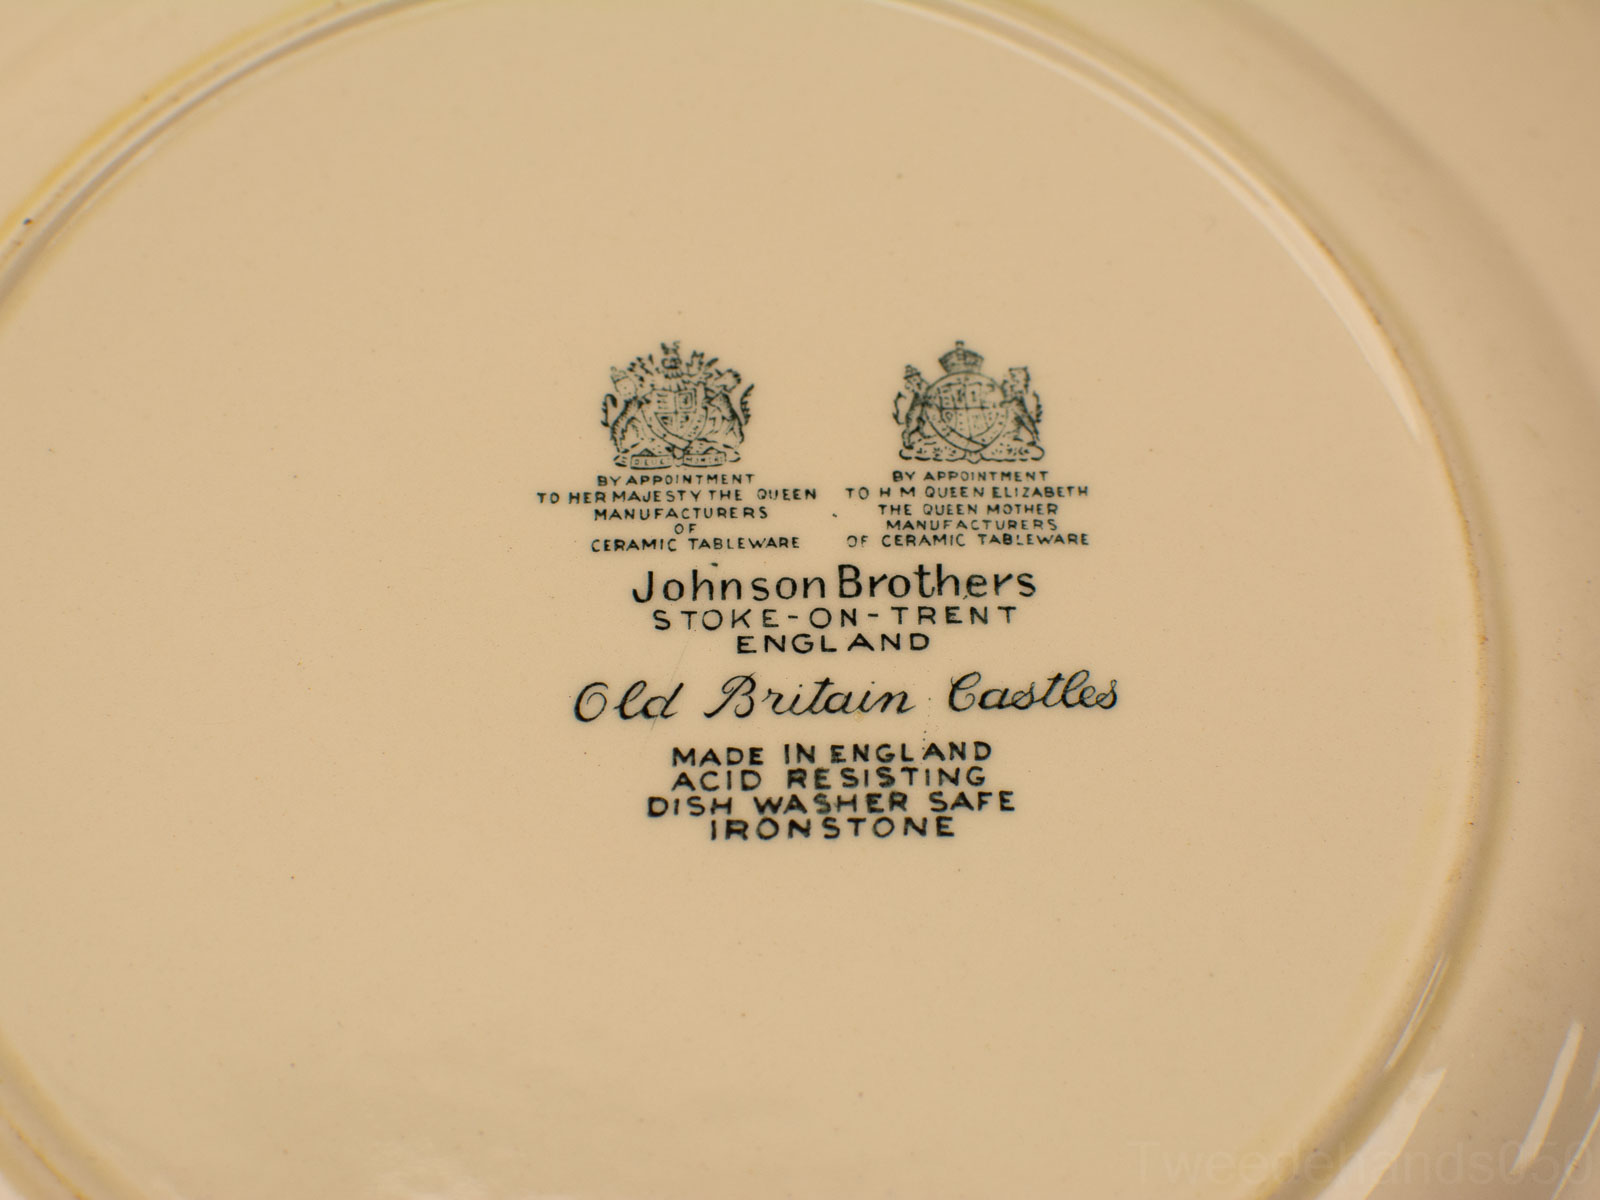 BY APPOINTMENT
TO HER MAJESTY THE QUEEN
MANUFACTURERS
OF
CERAMIC TABLEWARE
BY APPOINTMENT
TO H M QUEEN ELIZABETH
THE QUEEN MOTHER
MANUFACTURERS
OF CERAMIC TABLEWARE
Johnson Brothers
STOKE-ON-TRENT
ENGLAND
Old Britain Castles
MADE IN ENGLAND
ACID RESISTING
DISH WASHER SAFE
IRONSTONE
Tweedehands050